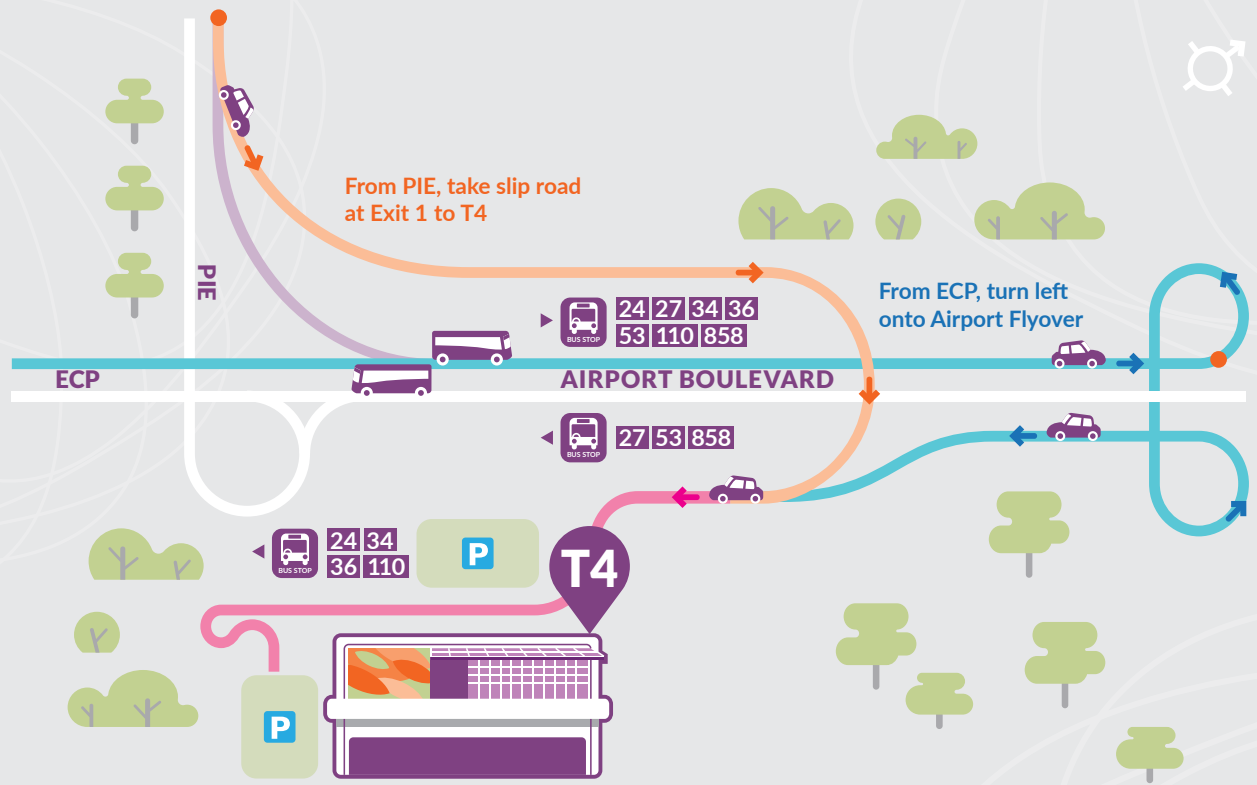 From PIE, take slip road
at Exit 1 to T4
PIE
From ECP, turn left
onto Airport Flyover
BUS STOP
24 27 34 36
53 110 858
ECP
AIRPORT BOULEVARD
BUS STOP
27 53 858
BUS STOP
24 34
36 110
P
T4
P